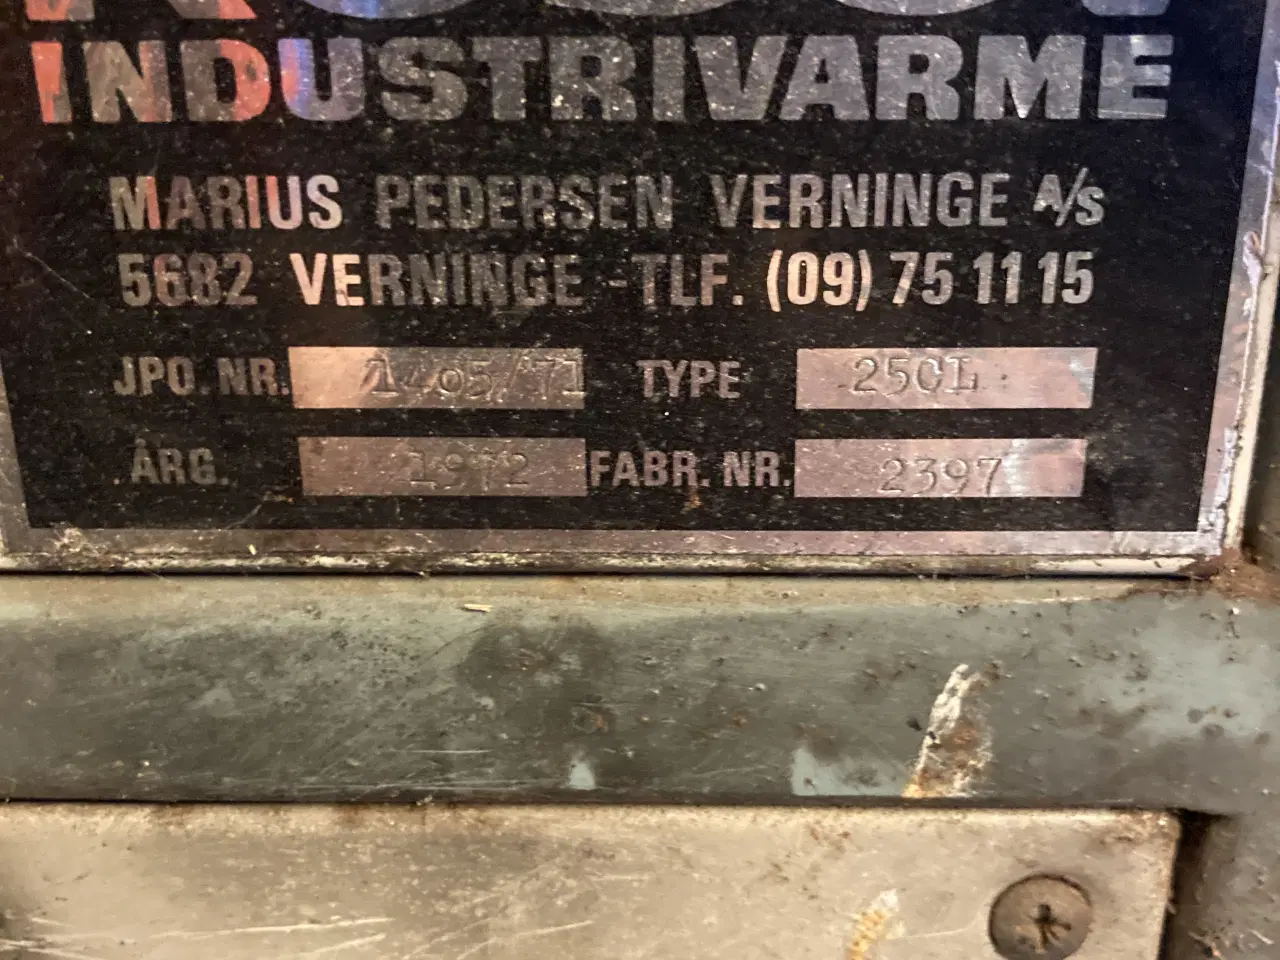 INDUSTRIVARME
MARIUS PEDERSEN VERNINGE A/S
5682 VERNINGE - TLF. (09) 75 11 15
JPO. NR. 1405/71 TYPE 25CL
ÅRG. 1972 FABR. NR. 2397